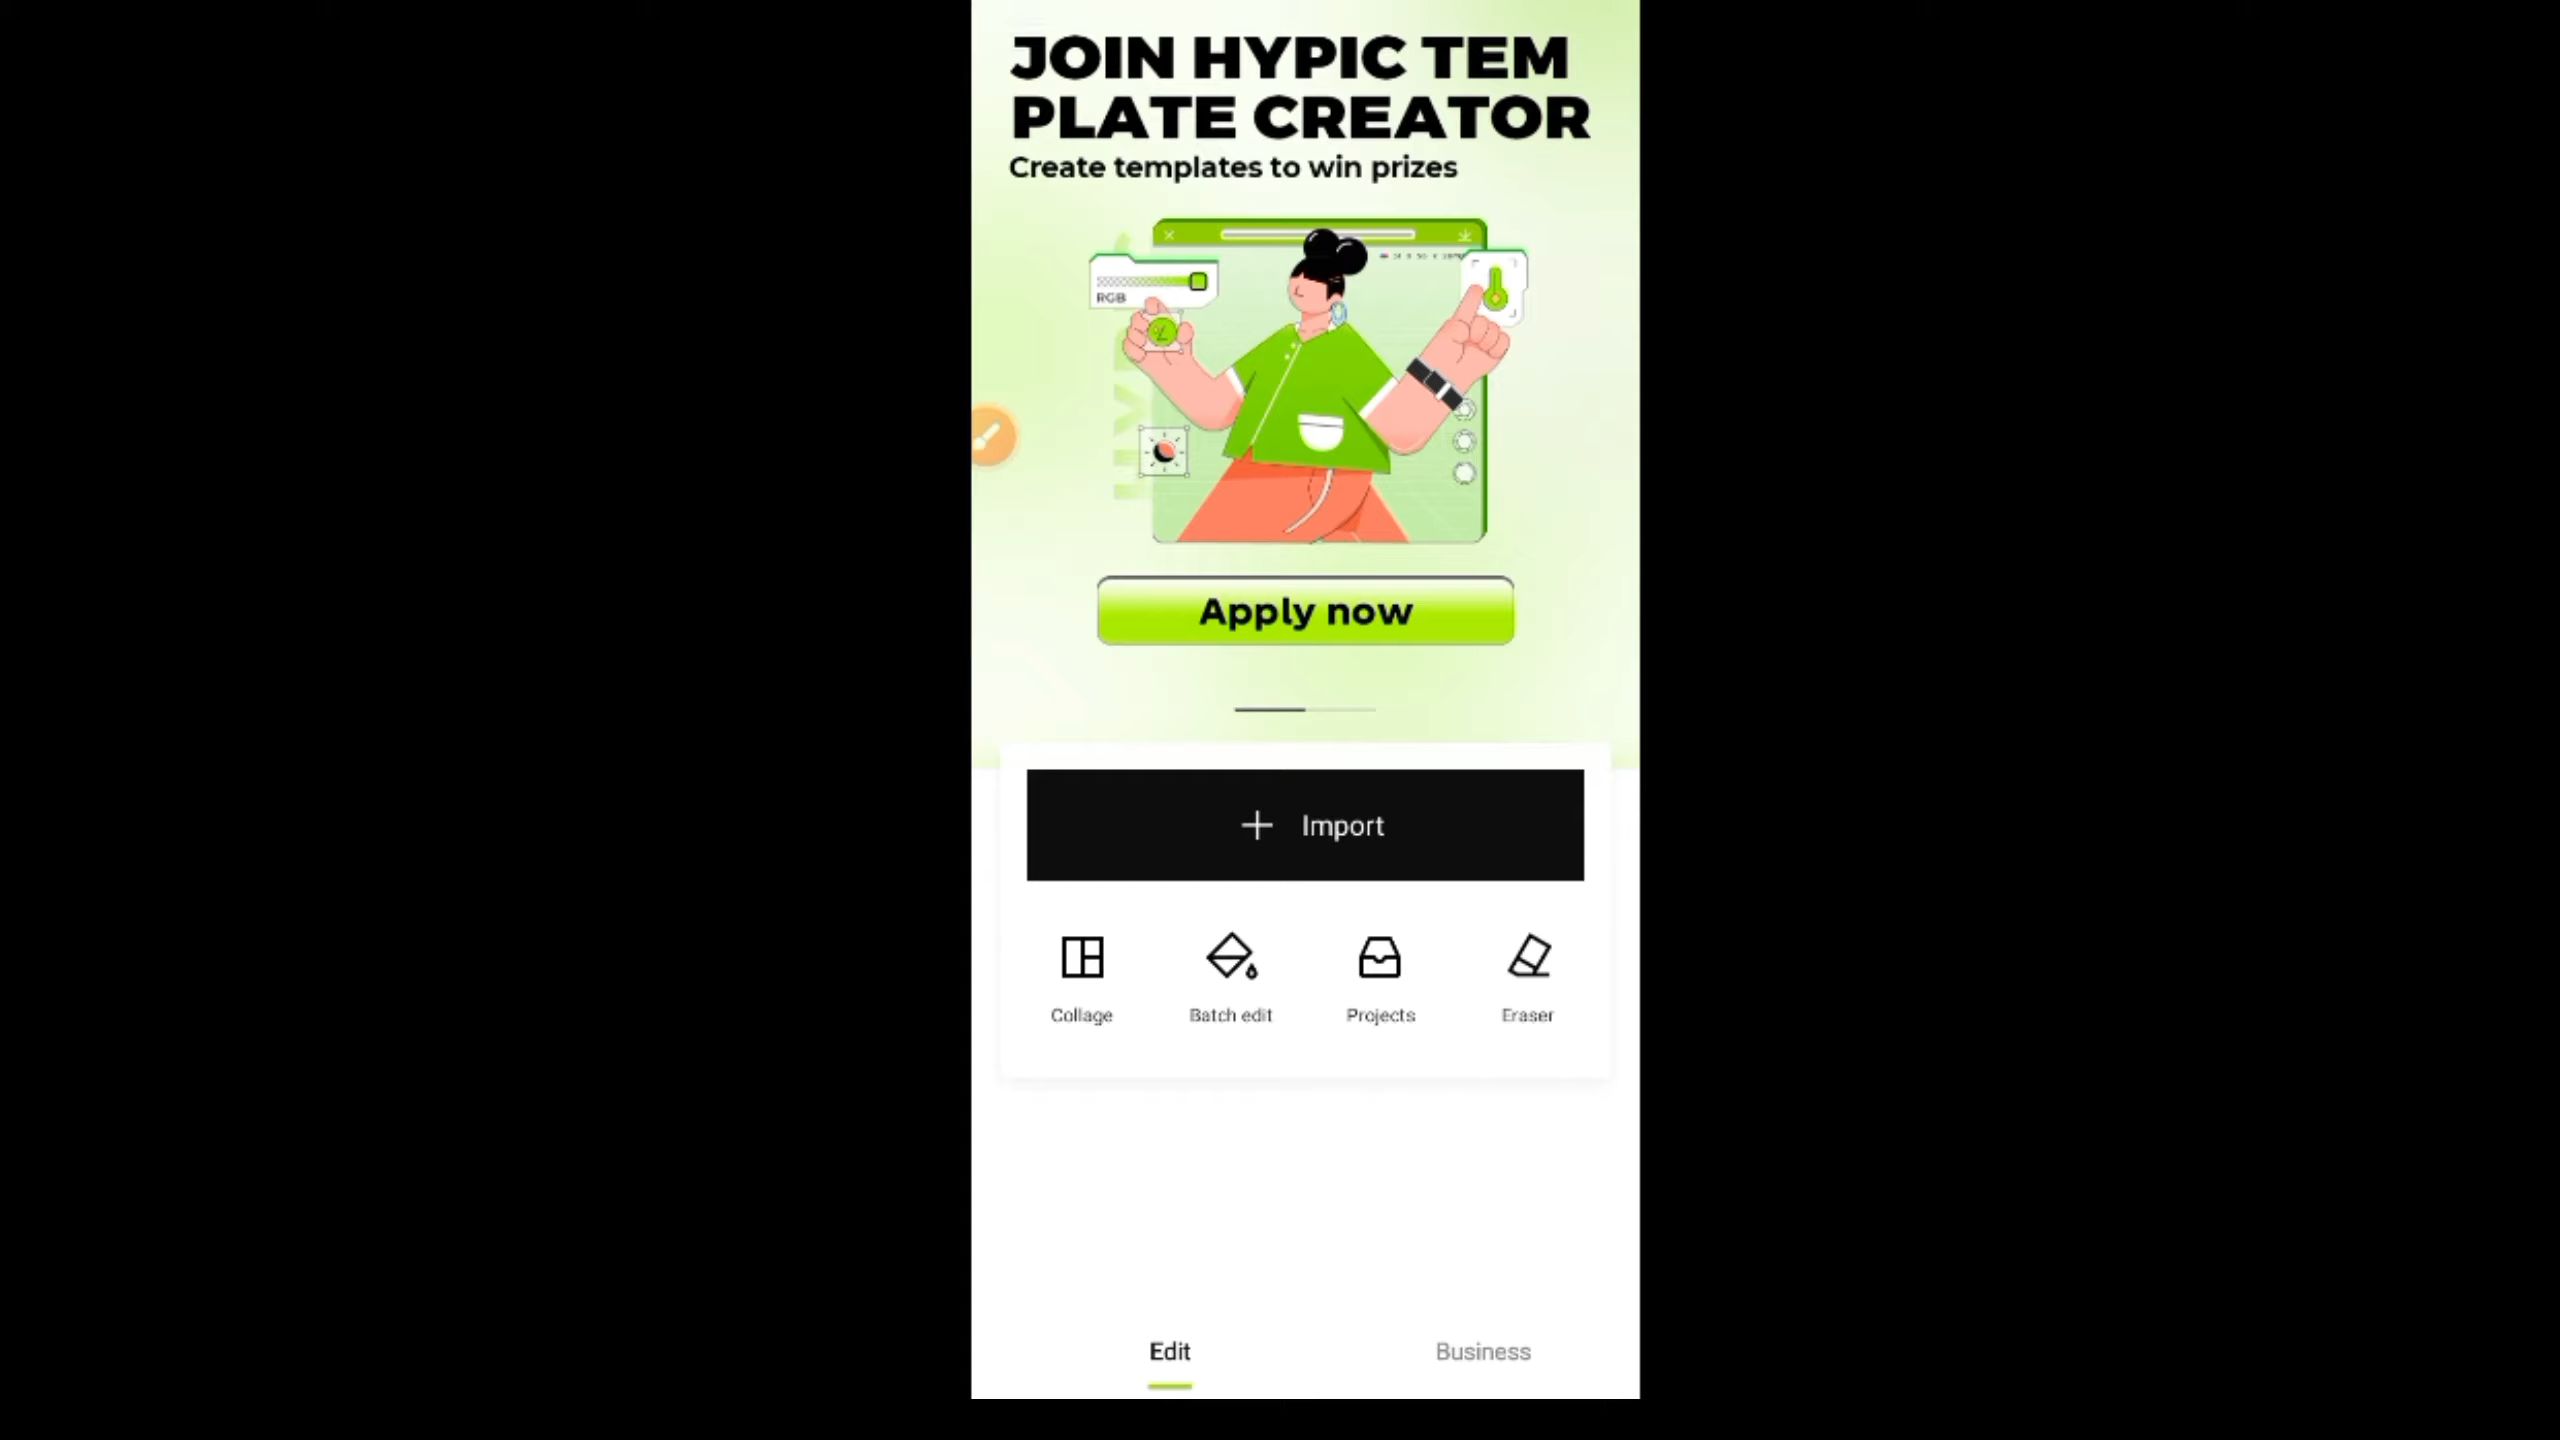 JOIN HYPIC TEM
PLATE CREATOR
Create templates to win prizes
RGB
Apply now
Import
Collage
Batch edit
Projects
Eraser
Edit
Business